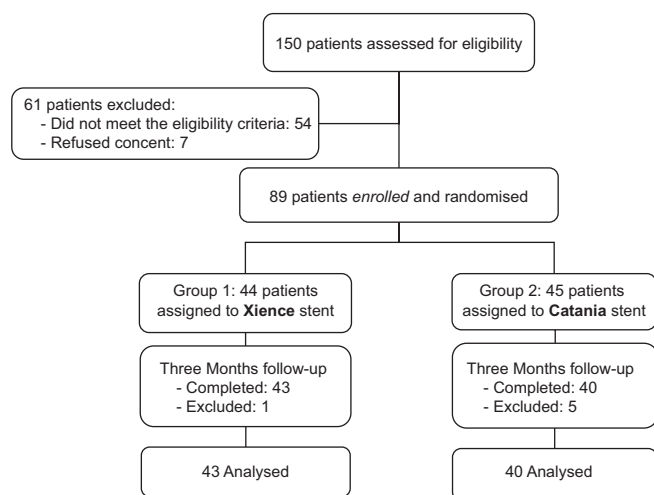 150 patients assessed for eligibility
61 patients excluded:
- Did not meet the eligibility criteria: 54
- Refused concent: 7
89 patients enrolled and randomised
Group 1: 44 patients
assigned to Xience stent
Group 2: 45 patients
assigned to Catania stent
Three Months follow-up
- Completed: 43
- Excluded: 1
Three Months follow-up
- Completed: 40
- Excluded: 5
43 Analysed
40 Analysed